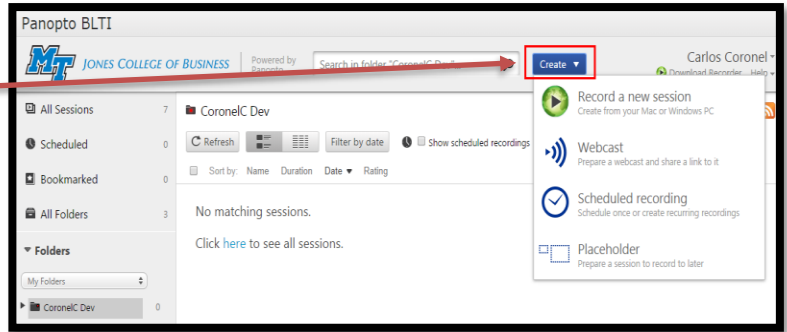 Panopto BLTI
MT JONES COLLEGE OF BUSINESS
Powered by
Panopto
Search in folder "CoronelC Dev"
Create
Carlos Coronel
Download Recorder Help
All Sessions 7
Scheduled 0
Bookmarked 0
All Folders 3
Folders
My Folders
CoronelC Dev 0
CoronelC Dev
Refresh Filter by date Show scheduled recordings
Sort by: Name Duration Date Rating
No matching sessions.
Click here to see all sessions.
Record a new session
Create from your Mac or Windows PC
Webcast
Prepare a webcast and share a link to it
Scheduled recording
Schedule once or create recurring recordings
Placeholder
Prepare a session to record to later